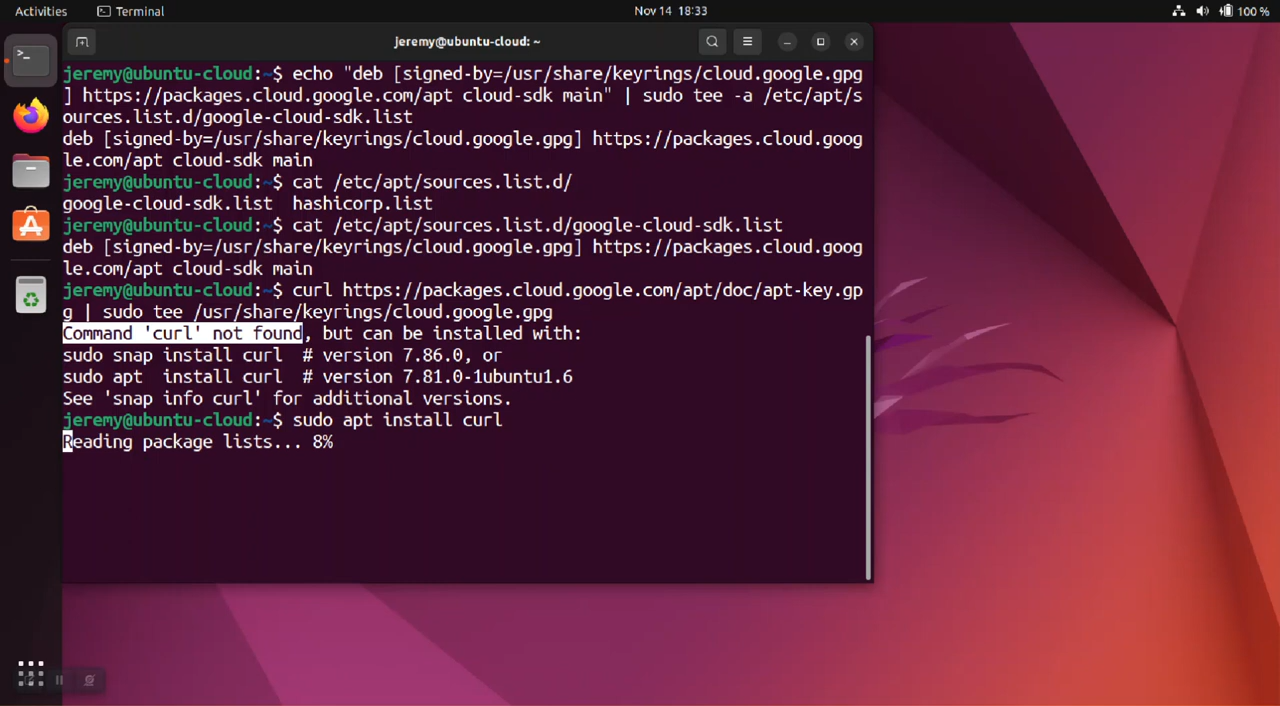 Activities Terminal Nov 14 18:33 100 %
jeremy@ubuntu-cloud: ~
jeremy@ubuntu-cloud:~$ echo "deb [signed-by=/usr/share/keyrings/cloud.google.gpg
] https://packages.cloud.google.com/apt cloud-sdk main" | sudo tee -a /etc/apt/s
ources.list.d/google-cloud-sdk.list
deb [signed-by=/usr/share/keyrings/cloud.google.gpg] https://packages.cloud.goog
le.com/apt cloud-sdk main
jeremy@ubuntu-cloud:~$ cat /etc/apt/sources.list.d/
google-cloud-sdk.list  hashicorp.list
jeremy@ubuntu-cloud:~$ cat /etc/apt/sources.list.d/google-cloud-sdk.list
deb [signed-by=/usr/share/keyrings/cloud.google.gpg] https://packages.cloud.goog
le.com/apt cloud-sdk main
jeremy@ubuntu-cloud:~$ curl https://packages.cloud.google.com/apt/doc/apt-key.gp
g | sudo tee /usr/share/keyrings/cloud.google.gpg
Command 'curl' not found, but can be installed with:
sudo snap install curl  # version 7.86.0, or
sudo apt  install curl  # version 7.81.0-1ubuntu1.6
See 'snap info curl' for additional versions.
jeremy@ubuntu-cloud:~$ sudo apt install curl
Reading package lists... 8%